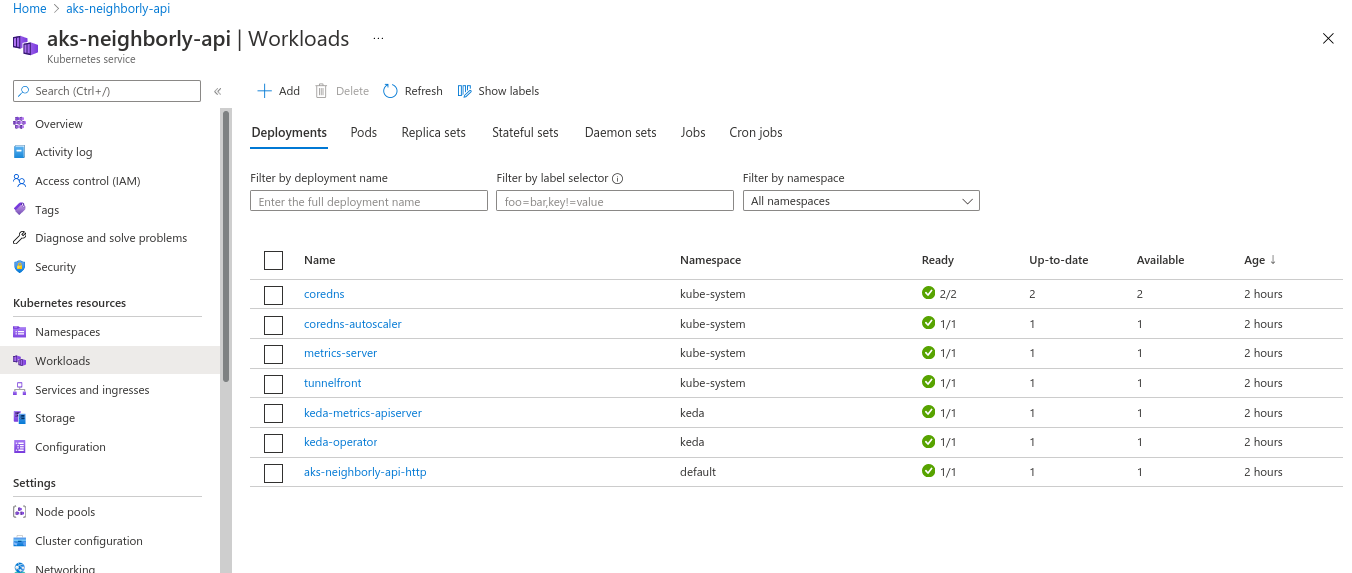 Home > aks-neighborly-api
aks-neighborly-api | Workloads ...
Kubernetes service
Search (Ctrl+/) «
Overview
Activity log
Access control (IAM)
Tags
Diagnose and solve problems
Security
Kubernetes resources
Namespaces
Workloads
Services and ingresses
Storage
Configuration
Settings
Node pools
Cluster configuration
Networking
Add Delete Refresh Show labels
Deployments Pods Replica sets Stateful sets Daemon sets Jobs Cron jobs
Filter by deployment name Filter by label selector Filter by namespace
Enter the full deployment name foo=bar,key!=value All namespaces
Name Namespace Ready Up-to-date Available Age ↓
coredns kube-system 2/2 2 2 2 hours
coredns-autoscaler kube-system 1/1 1 1 2 hours
metrics-server kube-system 1/1 1 1 2 hours
tunnelfront kube-system 1/1 1 1 2 hours
keda-metrics-apiserver keda 1/1 1 1 2 hours
keda-operator keda 1/1 1 1 2 hours
aks-neighborly-api-http default 1/1 1 1 2 hours